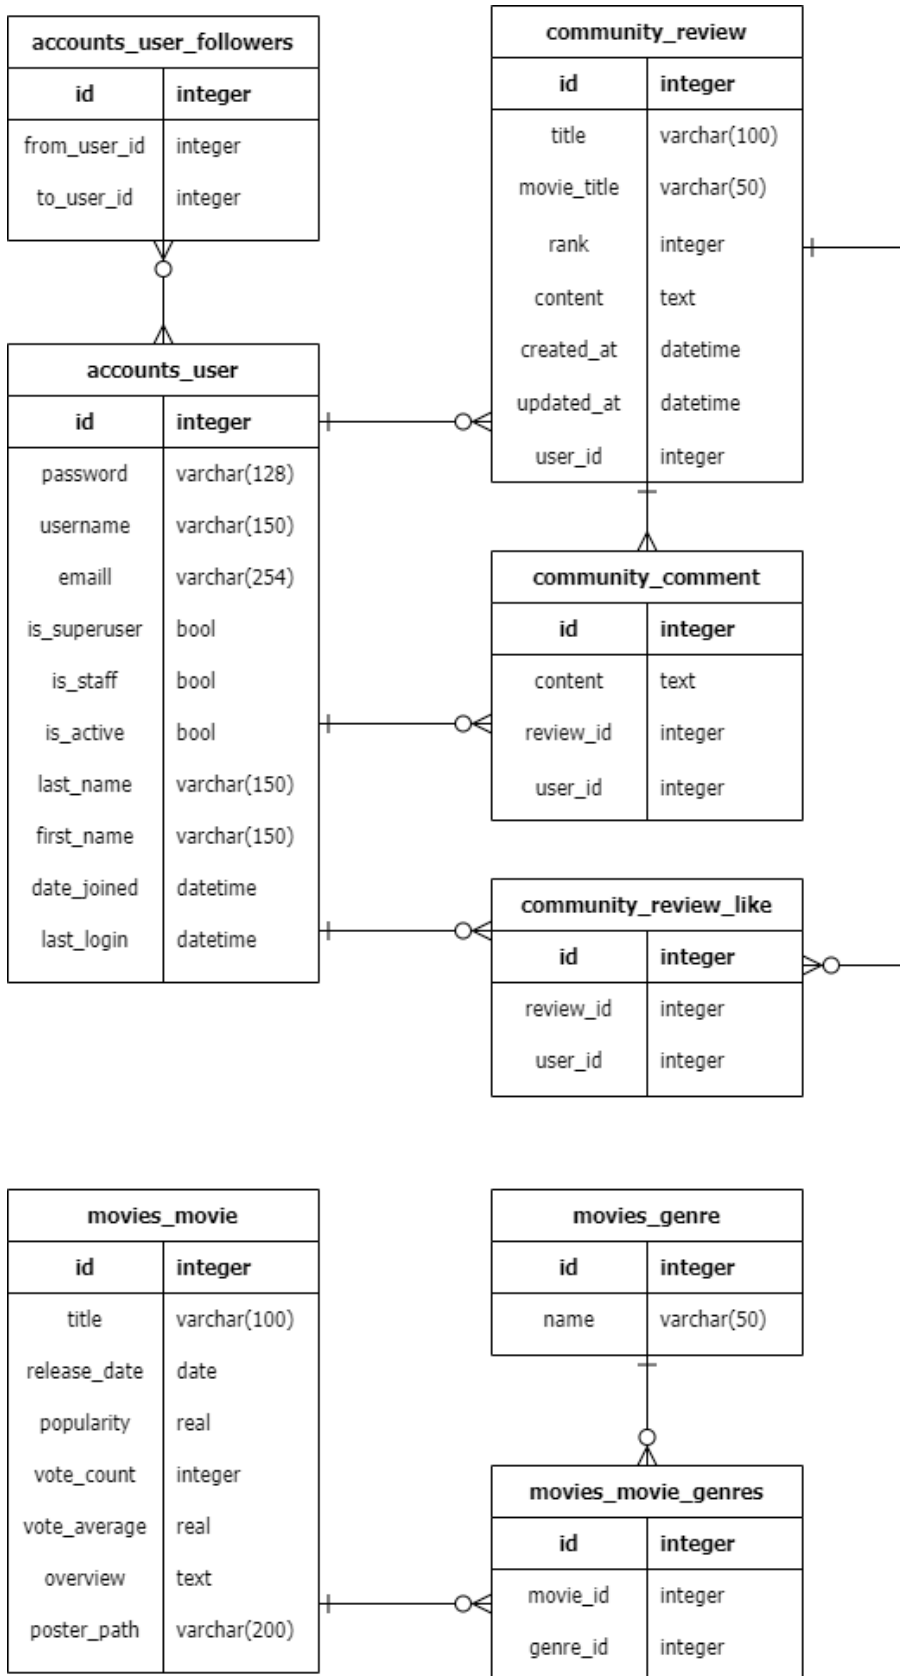 accounts_user_followers
id integer
from_user_id integer
to_user_id integer
accounts_user
id integer
password varchar(128)
username varchar(150)
emaill varchar(254)
is_superuser bool
is_staff bool
is_active bool
last_name varchar(150)
first_name varchar(150)
date_joined datetime
last_login datetime
community_review
id integer
title varchar(100)
movie_title varchar(50)
rank integer
content text
created_at datetime
updated_at datetime
user_id integer
community_comment
id integer
content text
review_id integer
user_id integer
community_review_like
id integer
review_id integer
user_id integer
movies_movie
id integer
title varchar(100)
release_date date
popularity real
vote_count integer
vote_average real
overview text
poster_path varchar(200)
movies_genre
id integer
name varchar(50)
movies_movie_genres
id integer
movie_id integer
genre_id integer